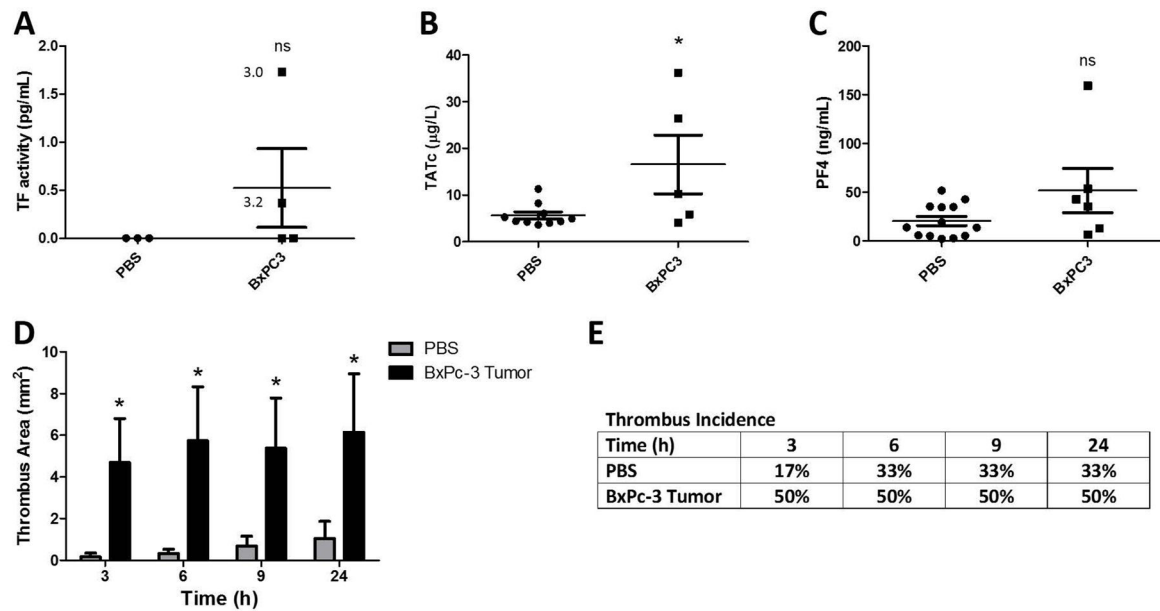 A
ns
2.0
1.5
1.0
0.5
0.0
TF activity (pg/mL)
3.0
3.2
PBS
BxPC3
B
*
40
30
20
10
0
TATc (µg/L)
PBS
BxPC3
C
ns
200
150
100
50
0
PF4 (ng/mL)
PBS
BxPC3
D
10
8
6
4
2
0
Thrombus Area (mm²)
* * * *
PBS
BxPc-3 Tumor
3 6 9 24
Time (h)
E
Thrombus Incidence
Time (h) 3 6 9 24
PBS 17% 33% 33% 33%
BxPc-3 Tumor 50% 50% 50% 50%